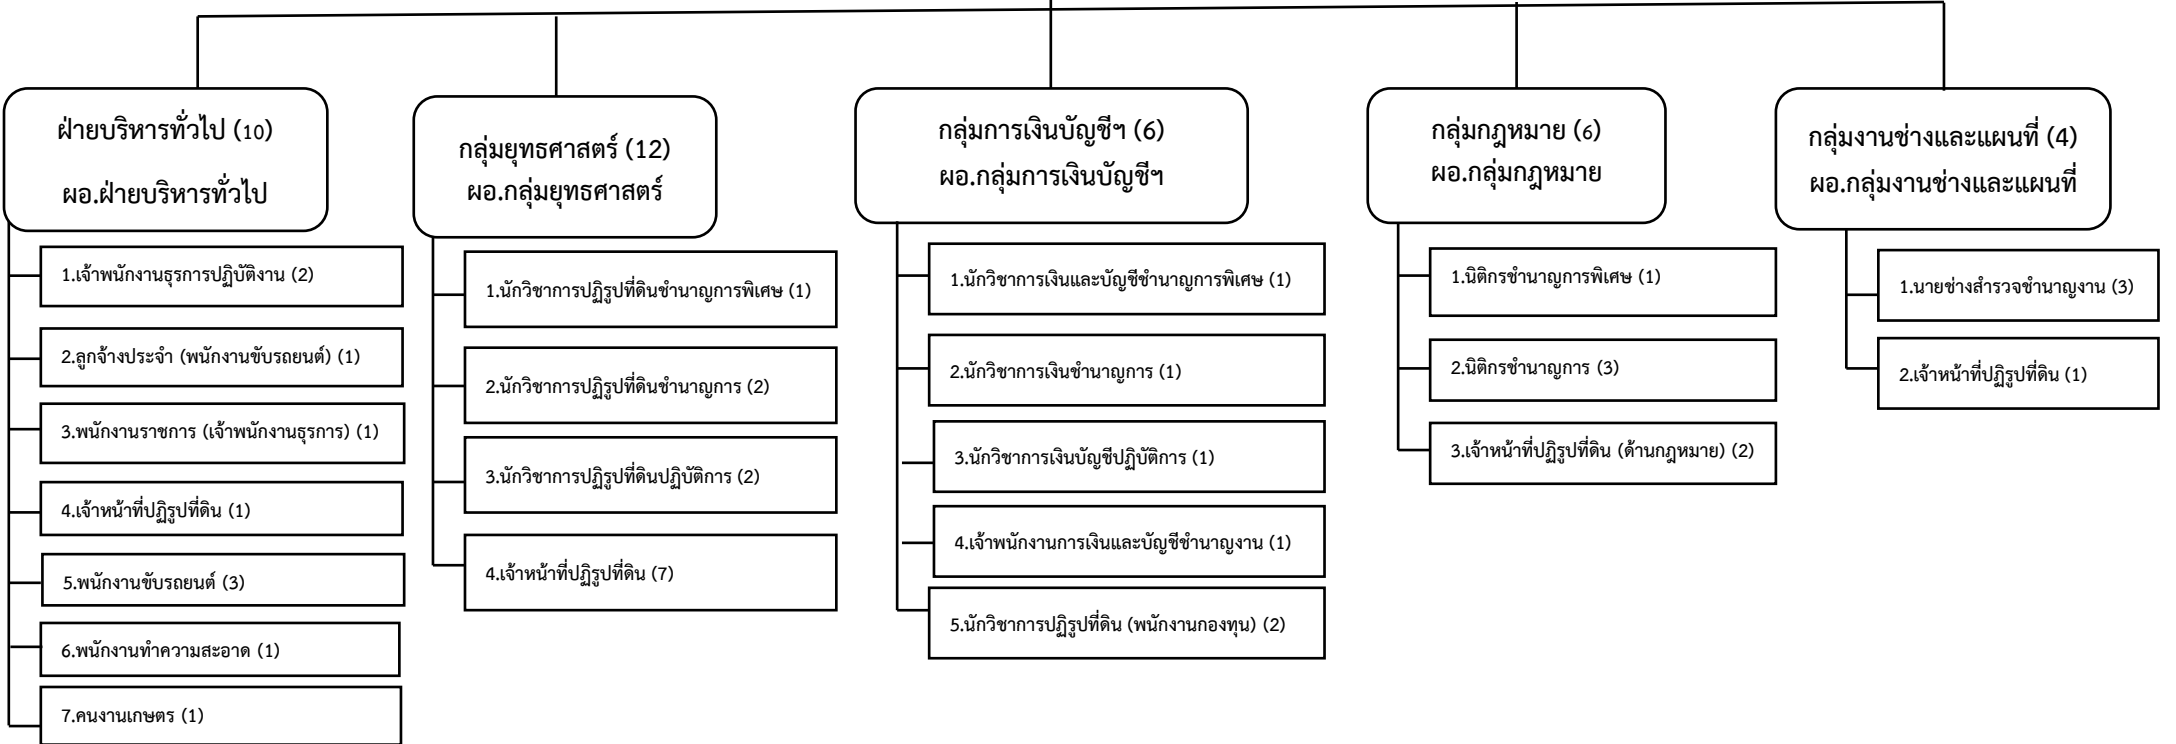 ฝ่ายบริหารทั่วไป (10)
ผอ.ฝ่ายบริหารทั่วไป
1.เจ้าพนักงานธุรการปฏิบัติงาน (2)
2.ลูกจ้างประจำ (พนักงานขับรถยนต์) (1)
3.พนักงานราชการ (เจ้าพนักงานธุรการ) (1)
4.เจ้าหน้าที่ปฏิรูปที่ดิน (1)
5.พนักงานขับรถยนต์ (3)
6.พนักงานทำความสะอาด (1)
7.คนงานเกษตร (1)
กลุ่มยุทธศาสตร์ (12)
ผอ.กลุ่มยุทธศาสตร์
1.นักวิชาการปฏิรูปที่ดินชำนาญการพิเศษ (1)
2.นักวิชาการปฏิรูปที่ดินชำนาญการ (2)
3.นักวิชาการปฏิรูปที่ดินปฏิบัติการ (2)
4.เจ้าหน้าที่ปฏิรูปที่ดิน (7)
กลุ่มการเงินบัญชีฯ (6)
ผอ.กลุ่มการเงินบัญชีฯ
1.นักวิชาการเงินและบัญชีชำนาญการพิเศษ (1)
2.นักวิชาการเงินชำนาญการ (1)
3.นักวิชาการเงินบัญชีปฏิบัติการ (1)
4.เจ้าพนักงานการเงินและบัญชีชำนาญงาน (1)
5.นักวิชาการปฏิรูปที่ดิน (พนักงานกองทุน) (2)
กลุ่มกฎหมาย (6)
ผอ.กลุ่มกฎหมาย
1.นิติกรชำนาญการพิเศษ (1)
2.นิติกรชำนาญการ (3)
3.เจ้าหน้าที่ปฏิรูปที่ดิน (ด้านกฎหมาย) (2)
กลุ่มงานช่างและแผนที่ (4)
ผอ.กลุ่มงานช่างและแผนที่
1.นายช่างสำรวจชำนาญงาน (3)
2.เจ้าหน้าที่ปฏิรูปที่ดิน (1)